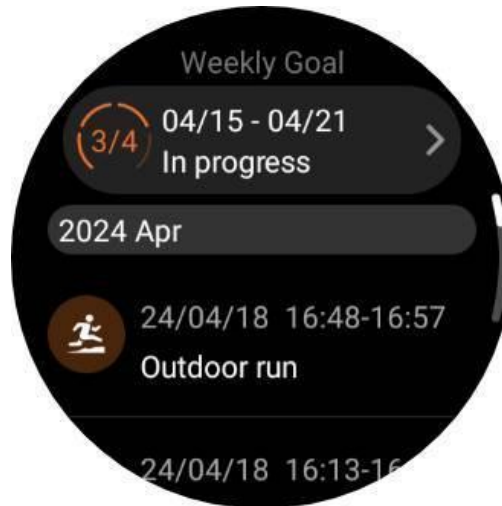 Weekly Goal
3/4
04/15 - 04/21
In progress
2024 Apr
24/04/18 16:48-16:57
Outdoor run
24/04/18 16:13-16